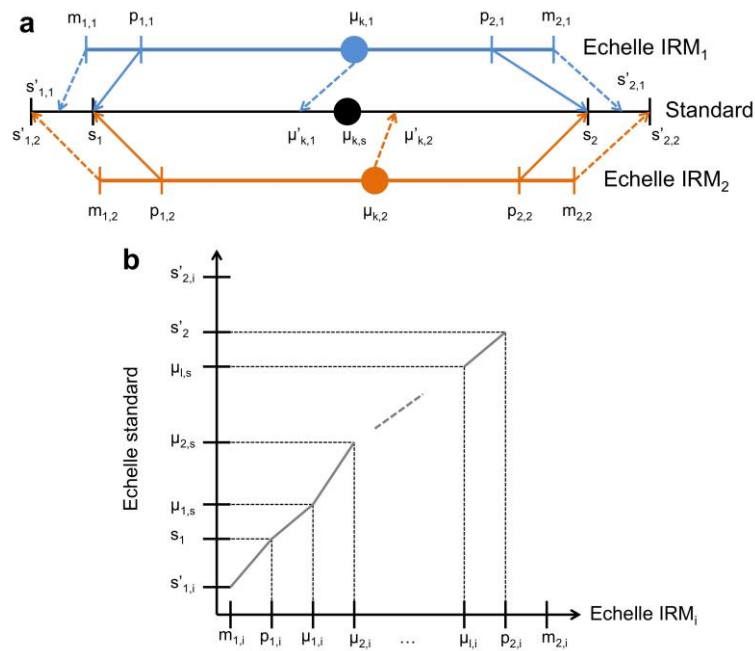 a
m1,1 p1,1 μk,1 p2,1 m2,1
Echelle IRM1
s'1,1 s'2,1
Standard
s'1,2 s1 μ'k,1 μk,s μ'k,2 s2 s'2,2
Echelle IRM2
m1,2 p1,2 μk,2 p2,2 m2,2
b
Echelle standard
s'2,i
s'2
μl,s
μ2,s
μ1,s
s1
s'1,i
Echelle IRMi
m1,i p1,i μ1,i μ2,i ... μl,i p2,i m2,i